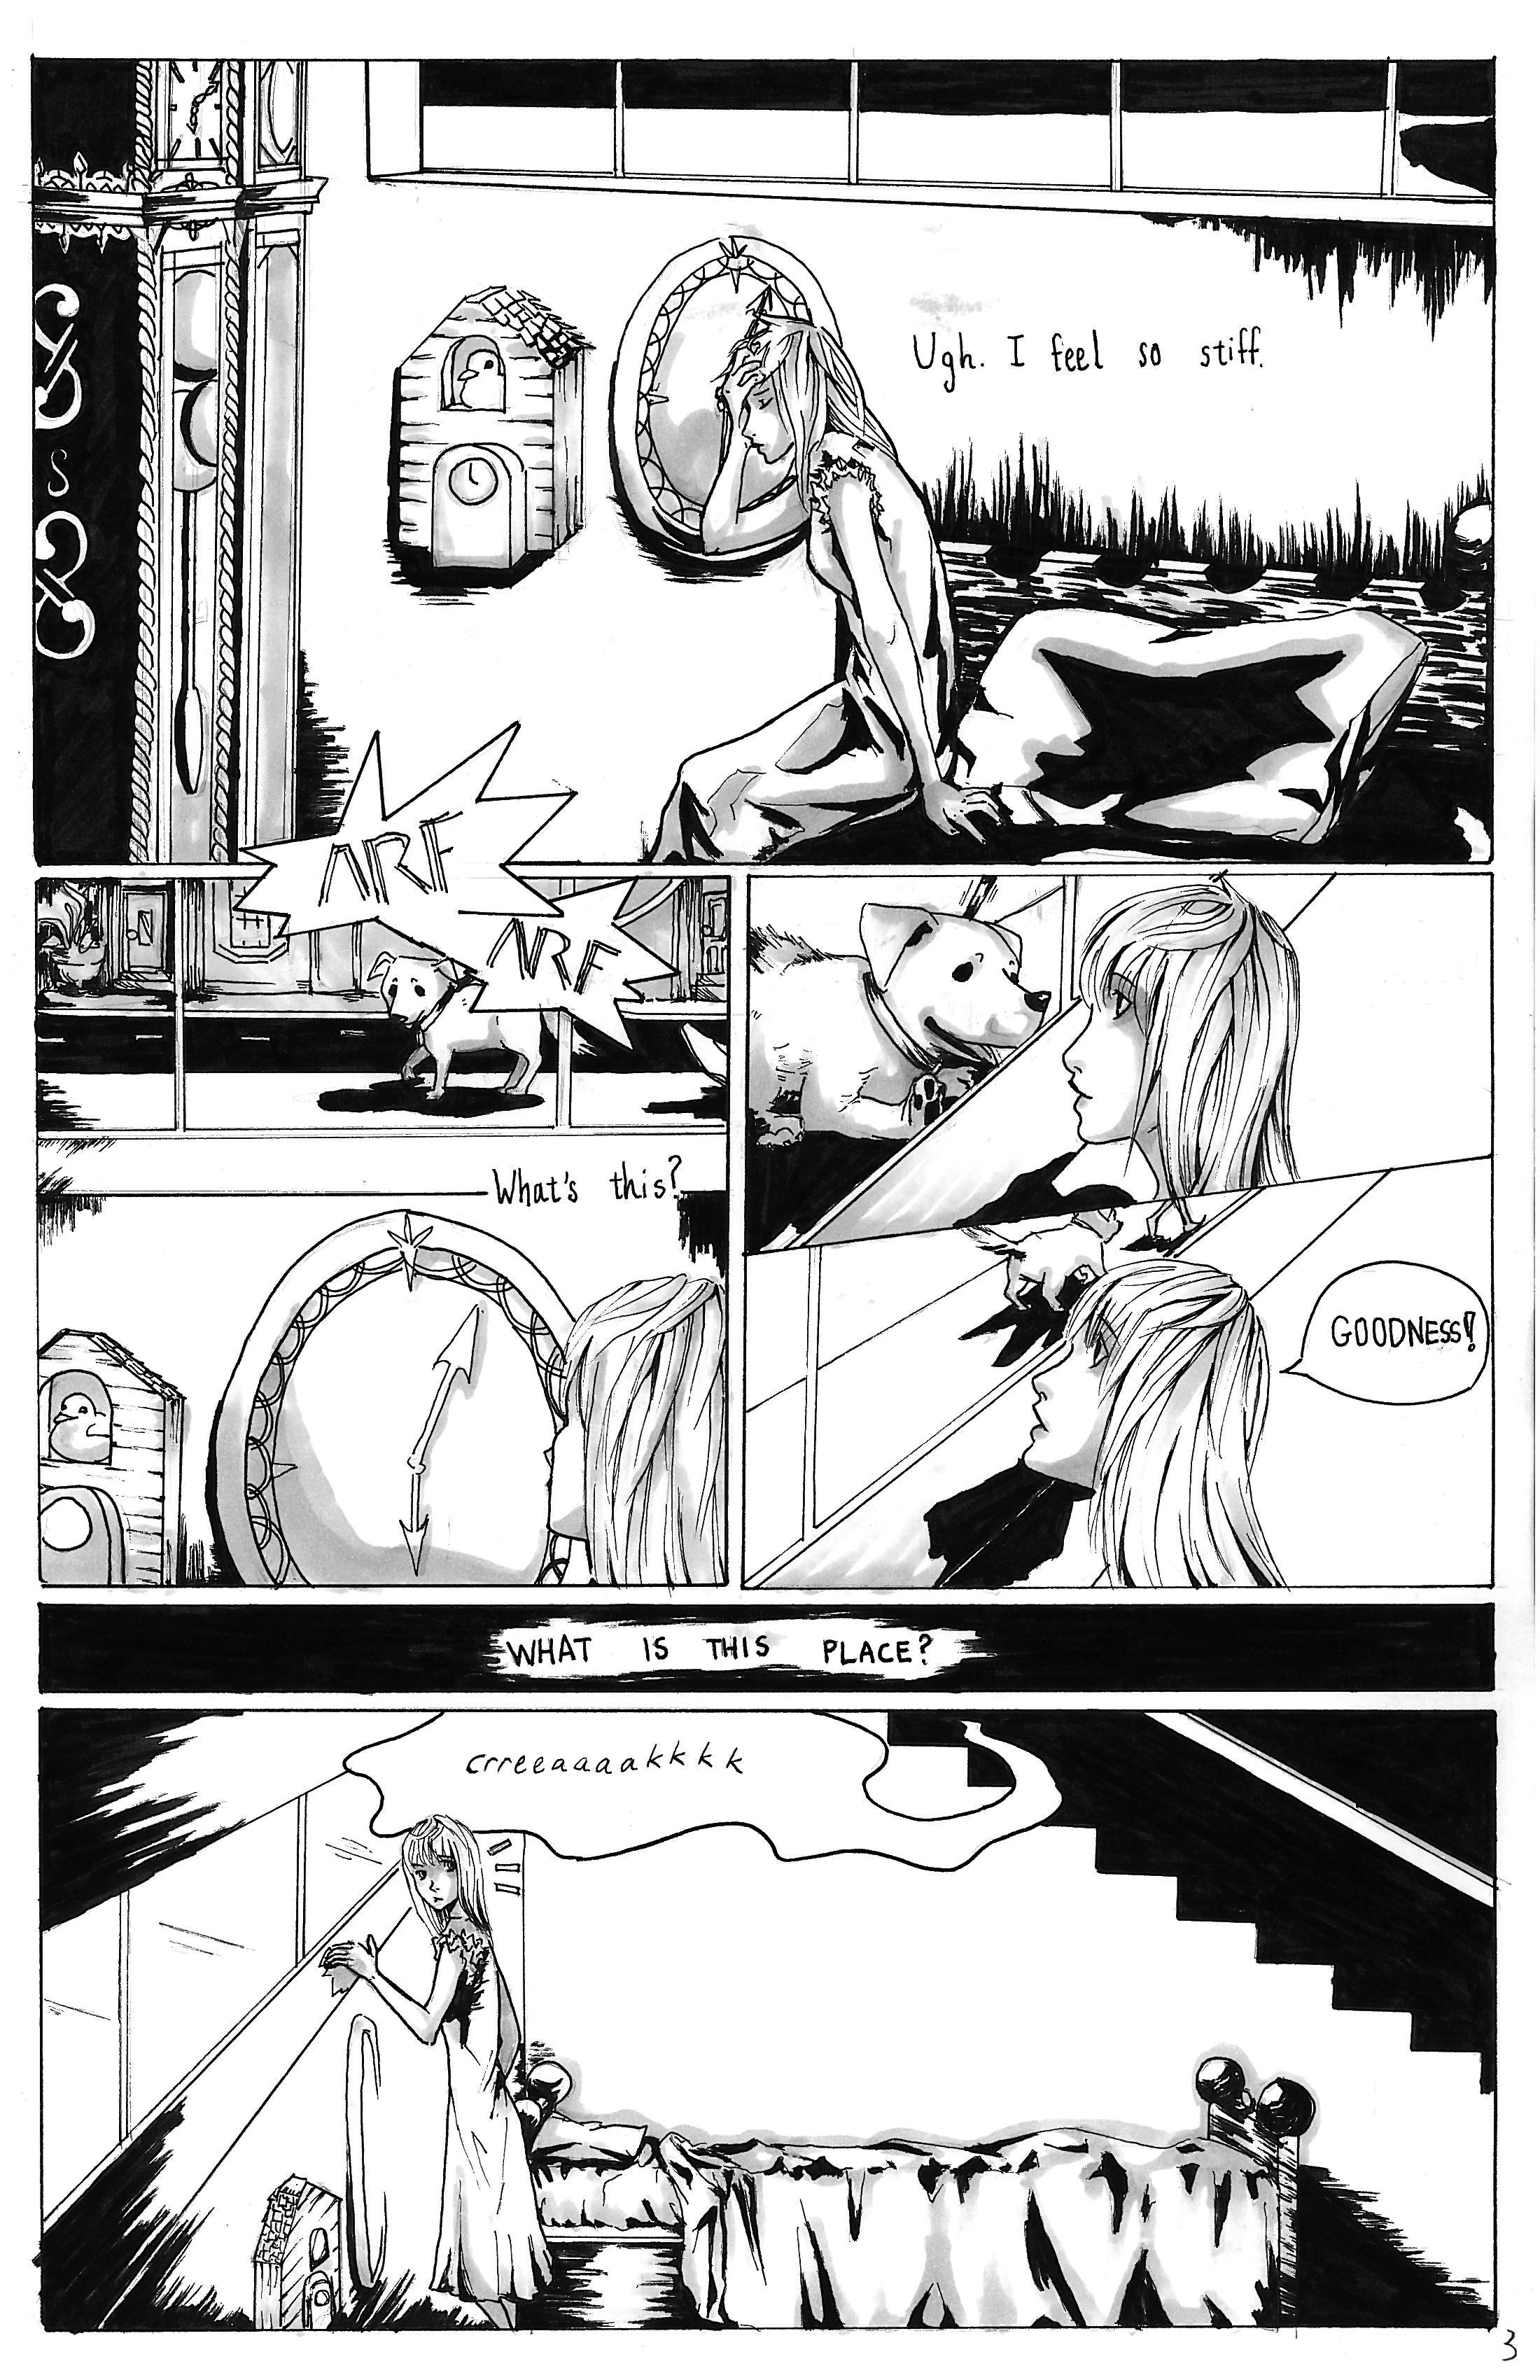 Ugh. I feel so stiff.
ARF
ARF
What's this?
GOODNESS!
WHAT IS THIS PLACE?
crreeaaaakkkk
3